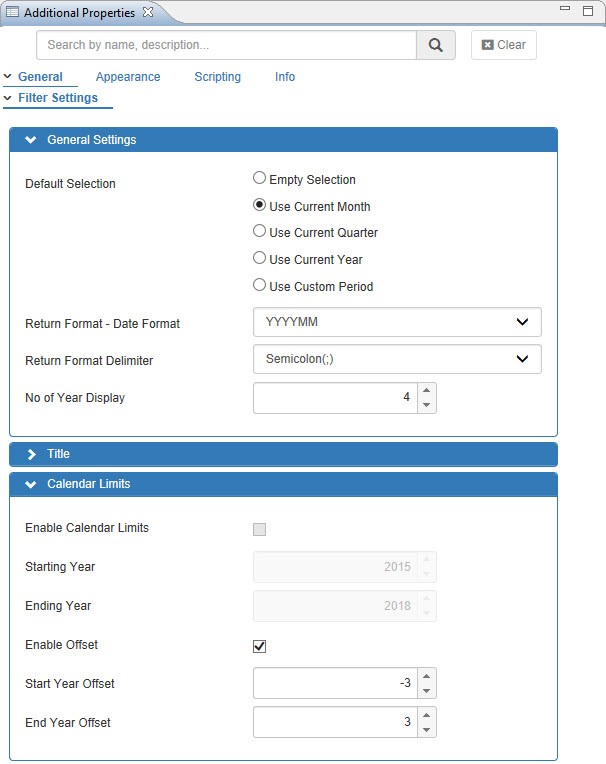 Additional Properties
Search by name, description...
Clear
General Appearance Scripting Info
Filter Settings
General Settings
Default Selection
Empty Selection
Use Current Month
Use Current Quarter
Use Current Year
Use Custom Period
Return Format - Date Format YYYYMM
Return Format Delimiter Semicolon(;)
No of Year Display 4
Title
Calendar Limits
Enable Calendar Limits
Starting Year 2015
Ending Year 2018
Enable Offset
Start Year Offset -3
End Year Offset 3